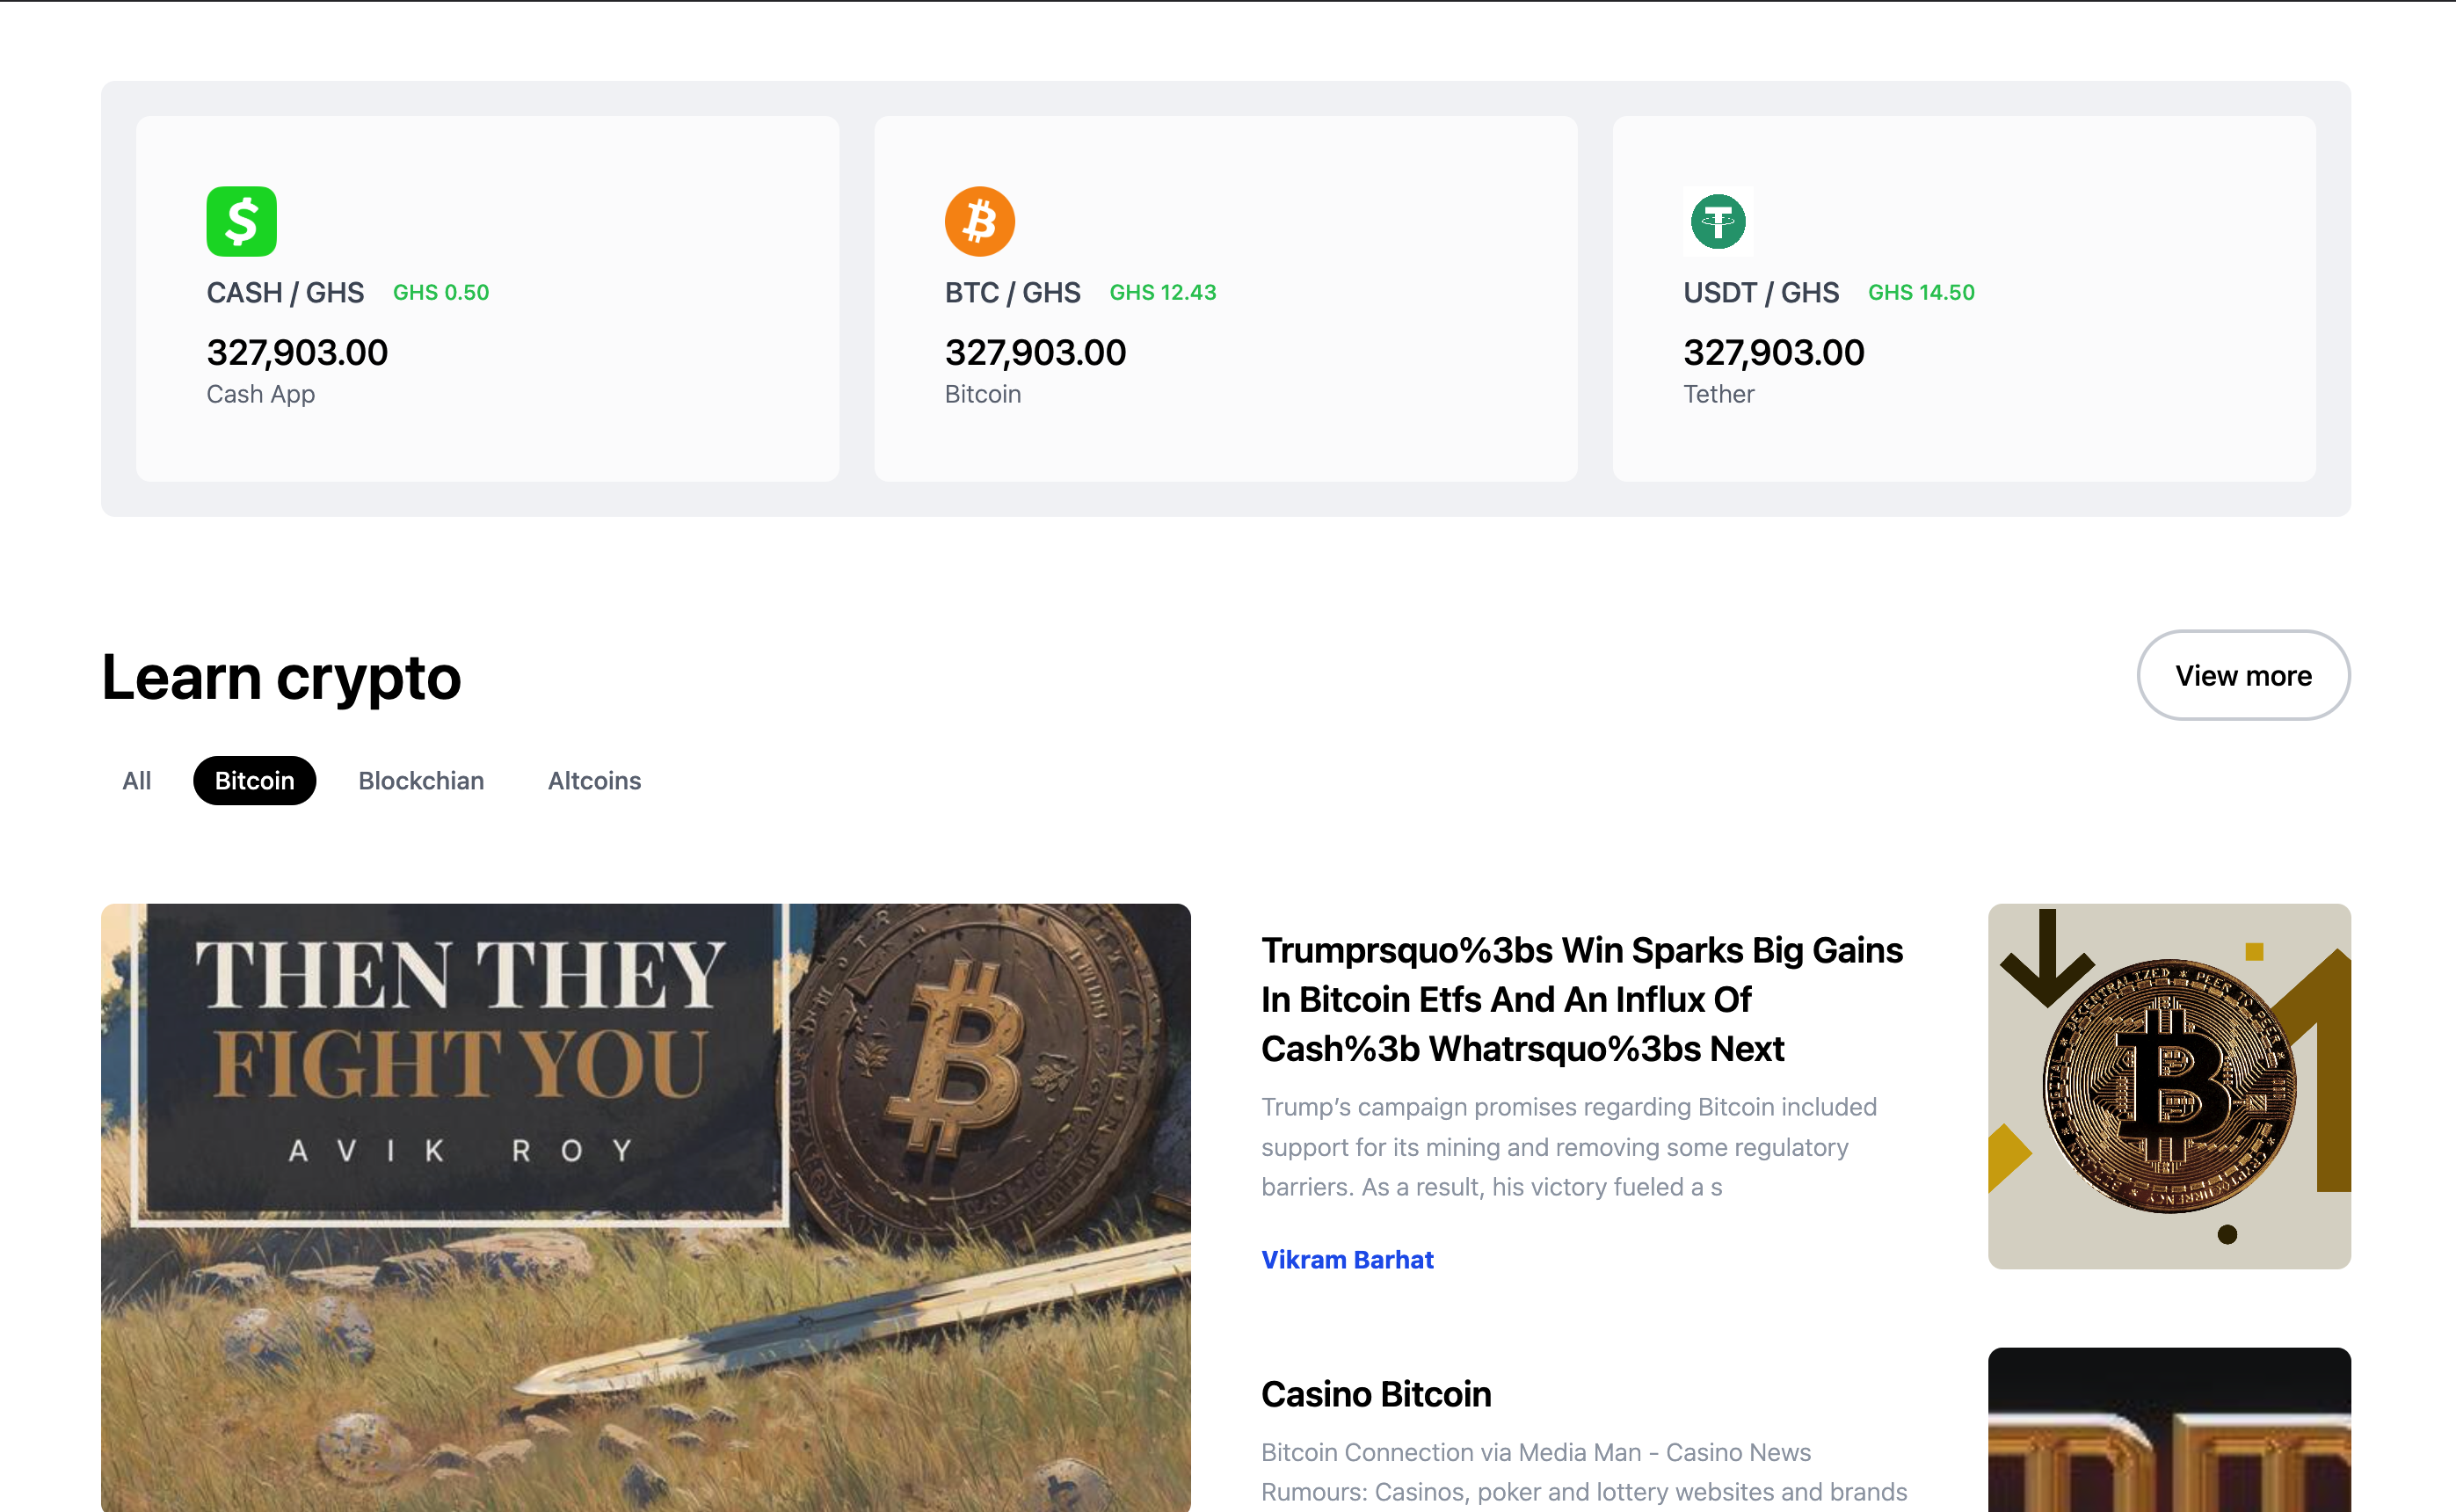 CASH / GHS GHS 0.50
327,903.00
Cash App
BTC / GHS GHS 12.43
327,903.00
Bitcoin
USDT / GHS GHS 14.50
327,903.00
Tether
Learn crypto
View more
All Bitcoin Blockchian Altcoins
THEN THEY
FIGHT YOU
AVIK ROY
Trumprsquo%3bs Win Sparks Big Gains
In Bitcoin Etfs And An Influx Of
Cash%3b Whatrsquo%3bs Next
Trump’s campaign promises regarding Bitcoin included
support for its mining and removing some regulatory
barriers. As a result, his victory fueled a s
Vikram Barhat
DIGITAL * DECENTRALIZED * PEER TO PEER
Casino Bitcoin
Bitcoin Connection via Media Man - Casino News
Rumours: Casinos, poker and lottery websites and brands